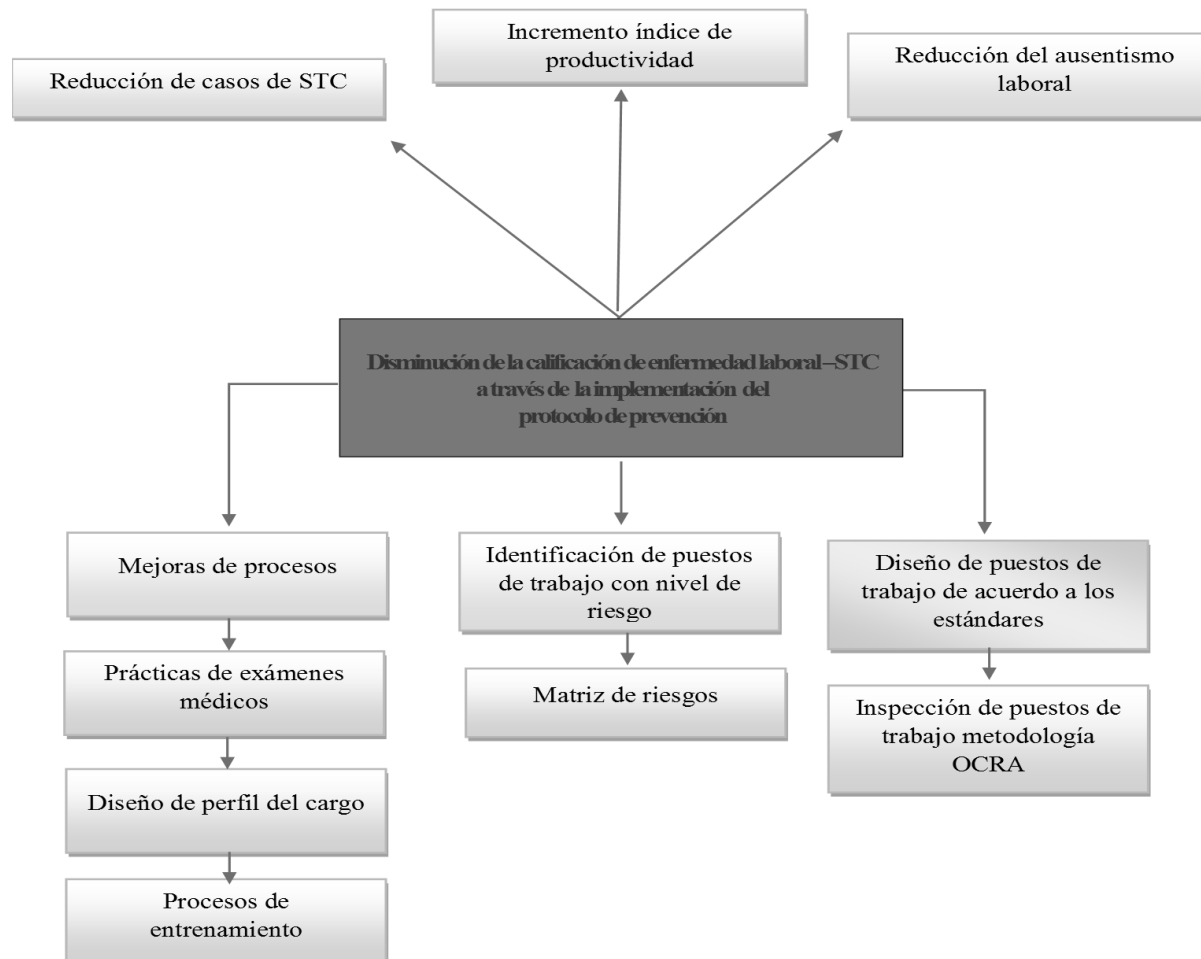 Reducción de casos de STC
Incremento índice de
productividad
Reducción del ausentismo
laboral
Disminución de la calificación de enfermedad laboral–STC
a través de la implementación del
protocolo de prevención
Mejoras de procesos
Prácticas de exámenes
médicos
Diseño de perfil del cargo
Procesos de
entrenamiento
Identificación de puestos
de trabajo con nivel de
riesgo
Matriz de riesgos
Diseño de puestos de
trabajo de acuerdo a los
estándares
Inspección de puestos de
trabajo metodología
OCRA